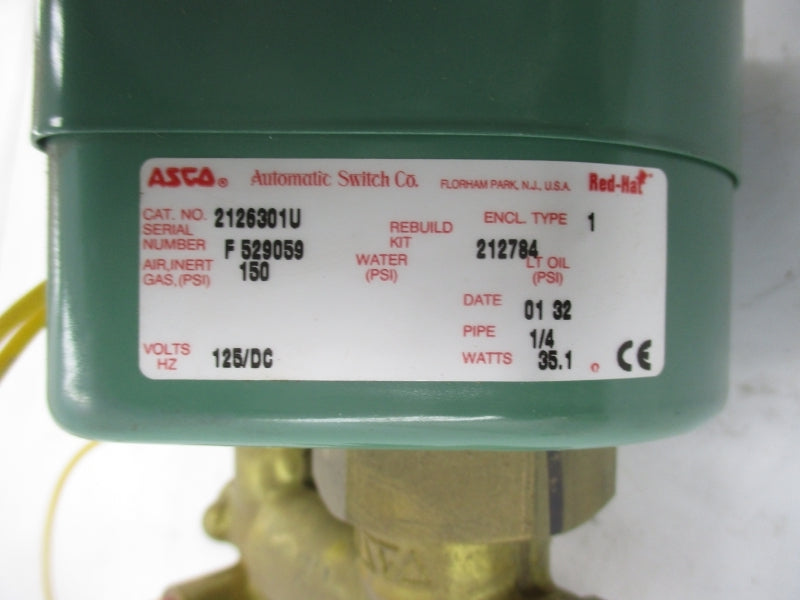 ASCO® Automatic Switch Co. FLORHAM PARK, N.J., U.S.A. Red-Hat
CAT. NO. 2126301U ENCL. TYPE 1
SERIAL NUMBER F 529059 REBUILD KIT 212784
AIR, INERT GAS, (PSI) 150 WATER (PSI) LT OIL (PSI)
DATE 01 32
PIPE 1/4
VOLTS HZ 125/DC WATTS 35.1 CE